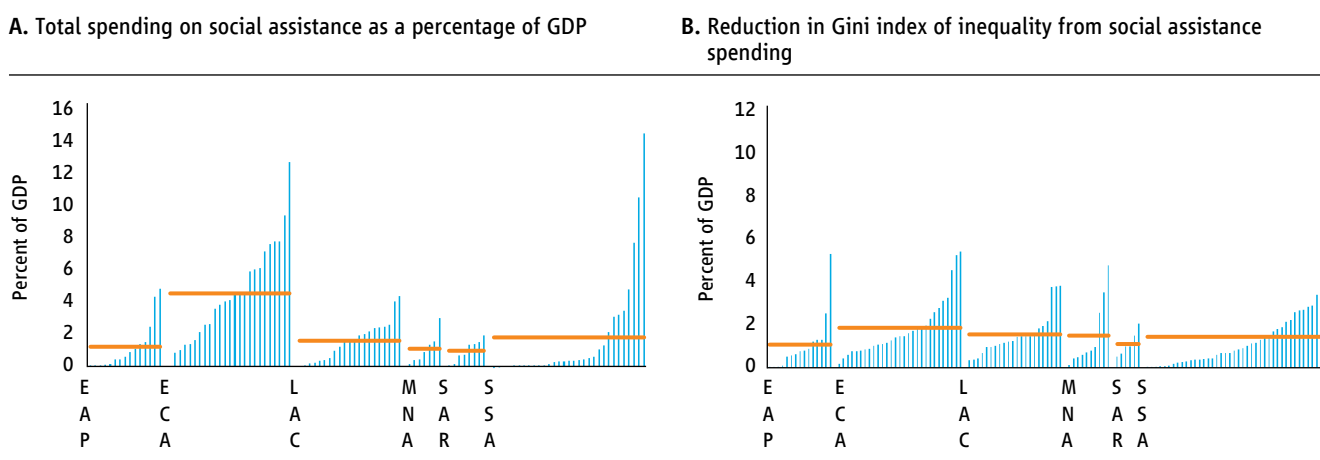 A. Total spending on social assistance as a percentage of GDP
B. Reduction in Gini index of inequality from social assistance
spending
Percent of GDP
16
14
12
10
8
6
4
2
0
E E L M S S
A C A N A S
P A C A R A
Percent of GDP
12
10
8
6
4
2
0
E E L M S S
A C A N A S
P A C A R A